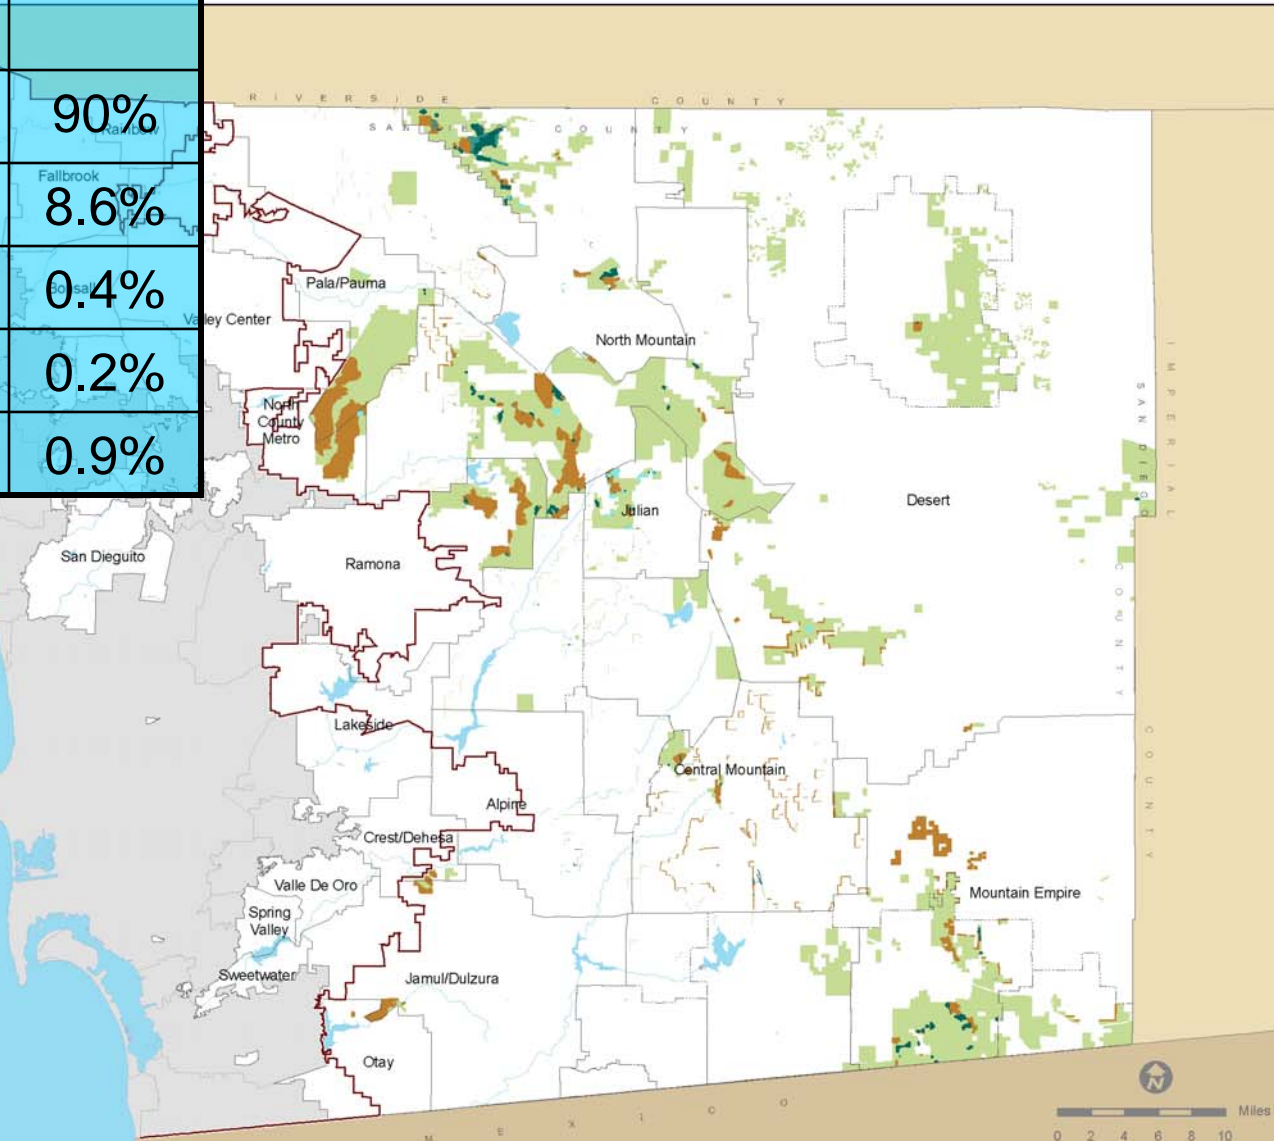 90%
8.6%
0.4%
0.2%
0.9%
RIVERSIDE COUNTY
SAN DIEGO COUNTY
Rainbow
Fallbrook
Bonsall
Pala/Pauma
Valley Center
North Mountain
North
County
Metro
IMPERIAL COUNTY
SAN DIEGO COUNTY
Desert
Julian
San Dieguito
Ramona
Lakeside
Central Mountain
Alpine
Crest/Dehesa
Valle De Oro
Mountain Empire
Spring
Valley
Sweetwater
Jamul/Dulzura
Otay
MEXICO
N
Miles
0 2 4 6 8 10